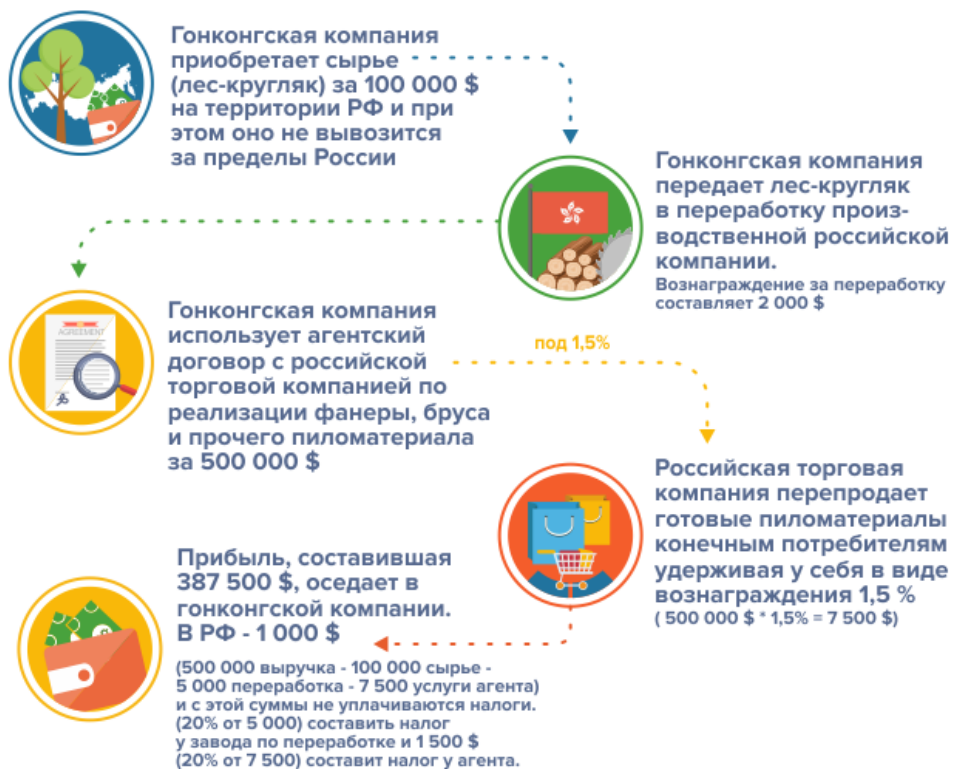 Гонконгская компания
приобретает сырье
(лес-кругляк) за 100 000 $
на территории РФ и при
этом оно не вывозится
за пределы России
Гонконгская компания
передает лес-кругляк
в переработку произ-
водственной российской
компании.
Вознаграждение за переработку
составляет 2 000 $
AGREEMENT
Гонконгская компания
использует агентский
договор с российской
торговой компанией по
реализации фанеры, бруса
и прочего пиломатериала
за 500 000 $
под 1,5%
Российская торговая
компания перепродает
готовые пиломатериалы
конечным потребителям
удерживая у себя в виде
вознаграждения 1,5 %
( 500 000 $ * 1,5% = 7 500 $)
Прибыль, составившая
387 500 $, оседает в
гонконгской компании.
В РФ - 1 000 $
(500 000 выручка - 100 000 сырье -
5 000 переработка - 7 500 услуги агента)
и с этой суммы не уплачиваются налоги.
(20% от 5 000) составить налог
у завода по переработке и 1 500 $
(20% от 7 500) составит налог у агента.